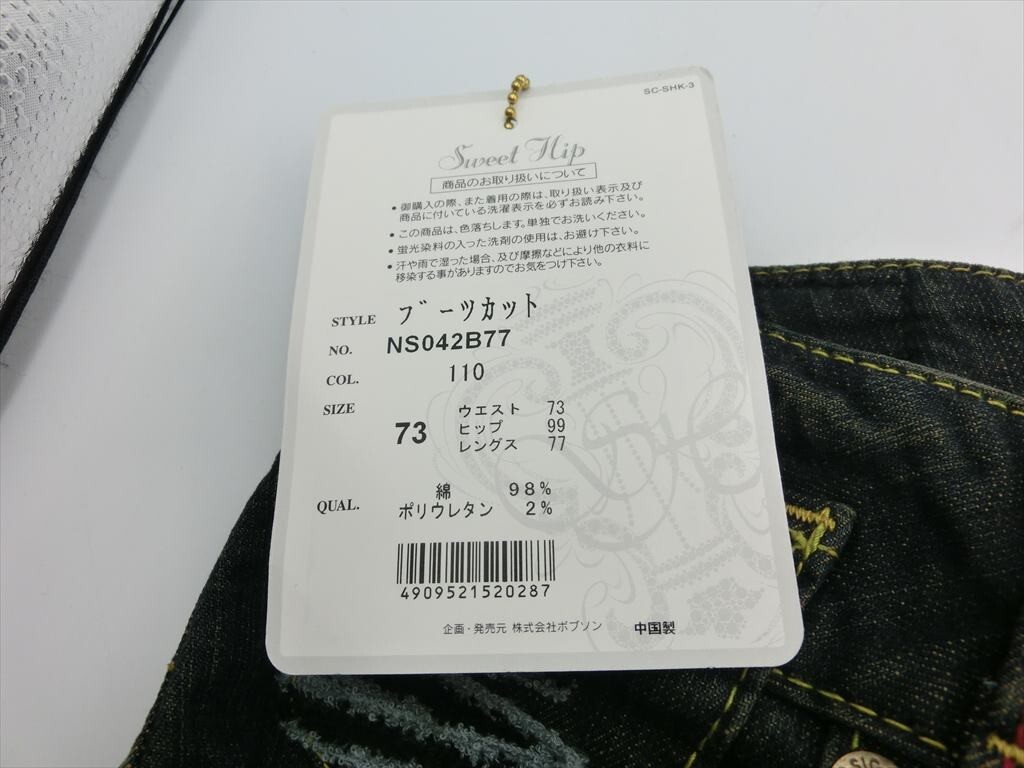 SC-SHK-3
Sweet Hip
商品のお取り扱いについて
•御購入の際、また着用の際は、取り扱い表示及び
商品に付いている洗濯表示を必ずお読み下さい。
•この商品は、色落ちします。単独でお洗いください。
•蛍光染料の入った洗剤の使用は、お避け下さい。
•汗や雨で湿った場合、及び摩擦などにより他の衣料に
移染する事がありますのでお気をつけ下さい。
STYLE ブーツカット
NO. NS042B77
COL. 110
SIZE 73 ウエスト 73
ヒップ 99
レングス 77
QUAL. 綿 98%
ポリウレタン 2%
4909521520287
企画・発売元 株式会社ボブソン 中国製